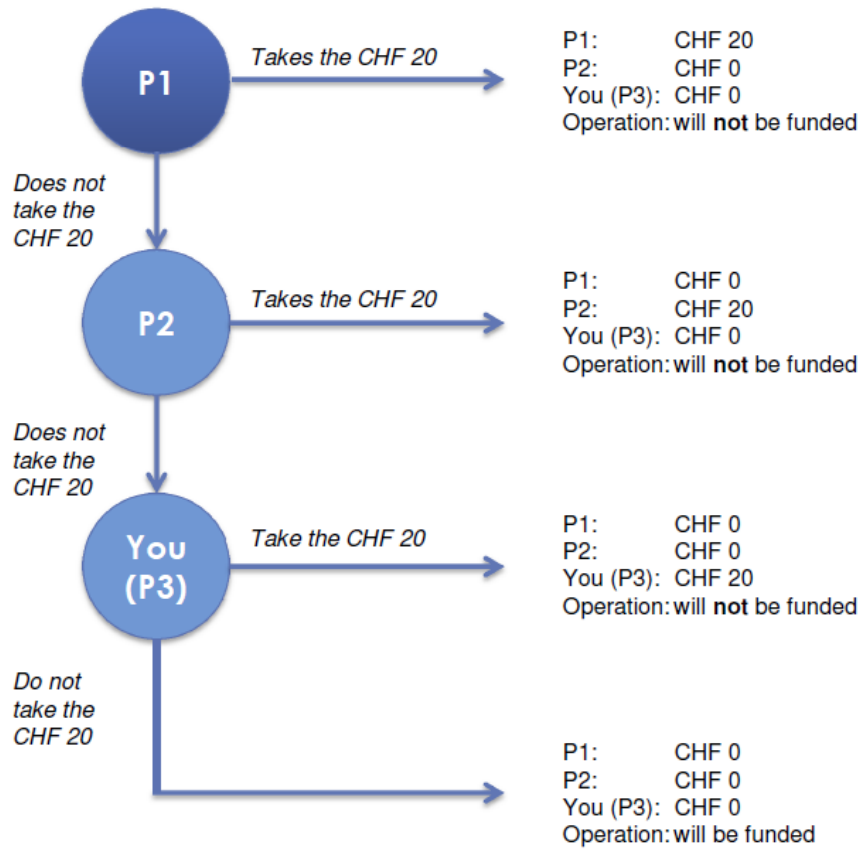 P1
Takes the CHF 20
P1: CHF 20
P2: CHF 0
You (P3): CHF 0
Operation: will not be funded
Does not
take the
CHF 20
P2
Takes the CHF 20
P1: CHF 0
P2: CHF 20
You (P3): CHF 0
Operation: will not be funded
Does not
take the
CHF 20
You
(P3)
Take the CHF 20
P1: CHF 0
P2: CHF 0
You (P3): CHF 20
Operation: will not be funded
Do not
take the
CHF 20
P1: CHF 0
P2: CHF 0
You (P3): CHF 0
Operation: will be funded